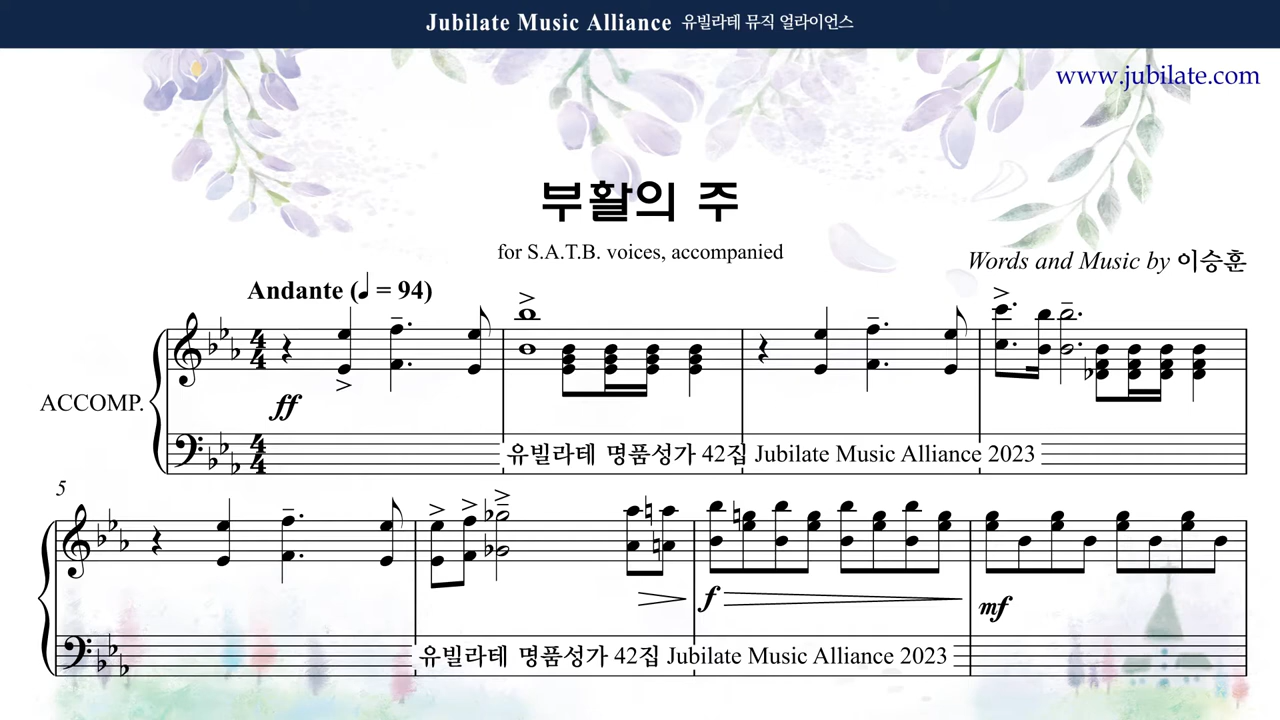 Jubilate Music Alliance 유빌라테 뮤직 얼라이언스
www.jubilate.com
부활의 주
for S.A.T.B. voices, accompanied
Words and Music by 이승훈
Andante (♩ = 94)
ACCOMP.
ff
유빌라테 명품성가 42집 Jubilate Music Alliance 2023
5
f
mf
유빌라테 명품성가 42집 Jubilate Music Alliance 2023